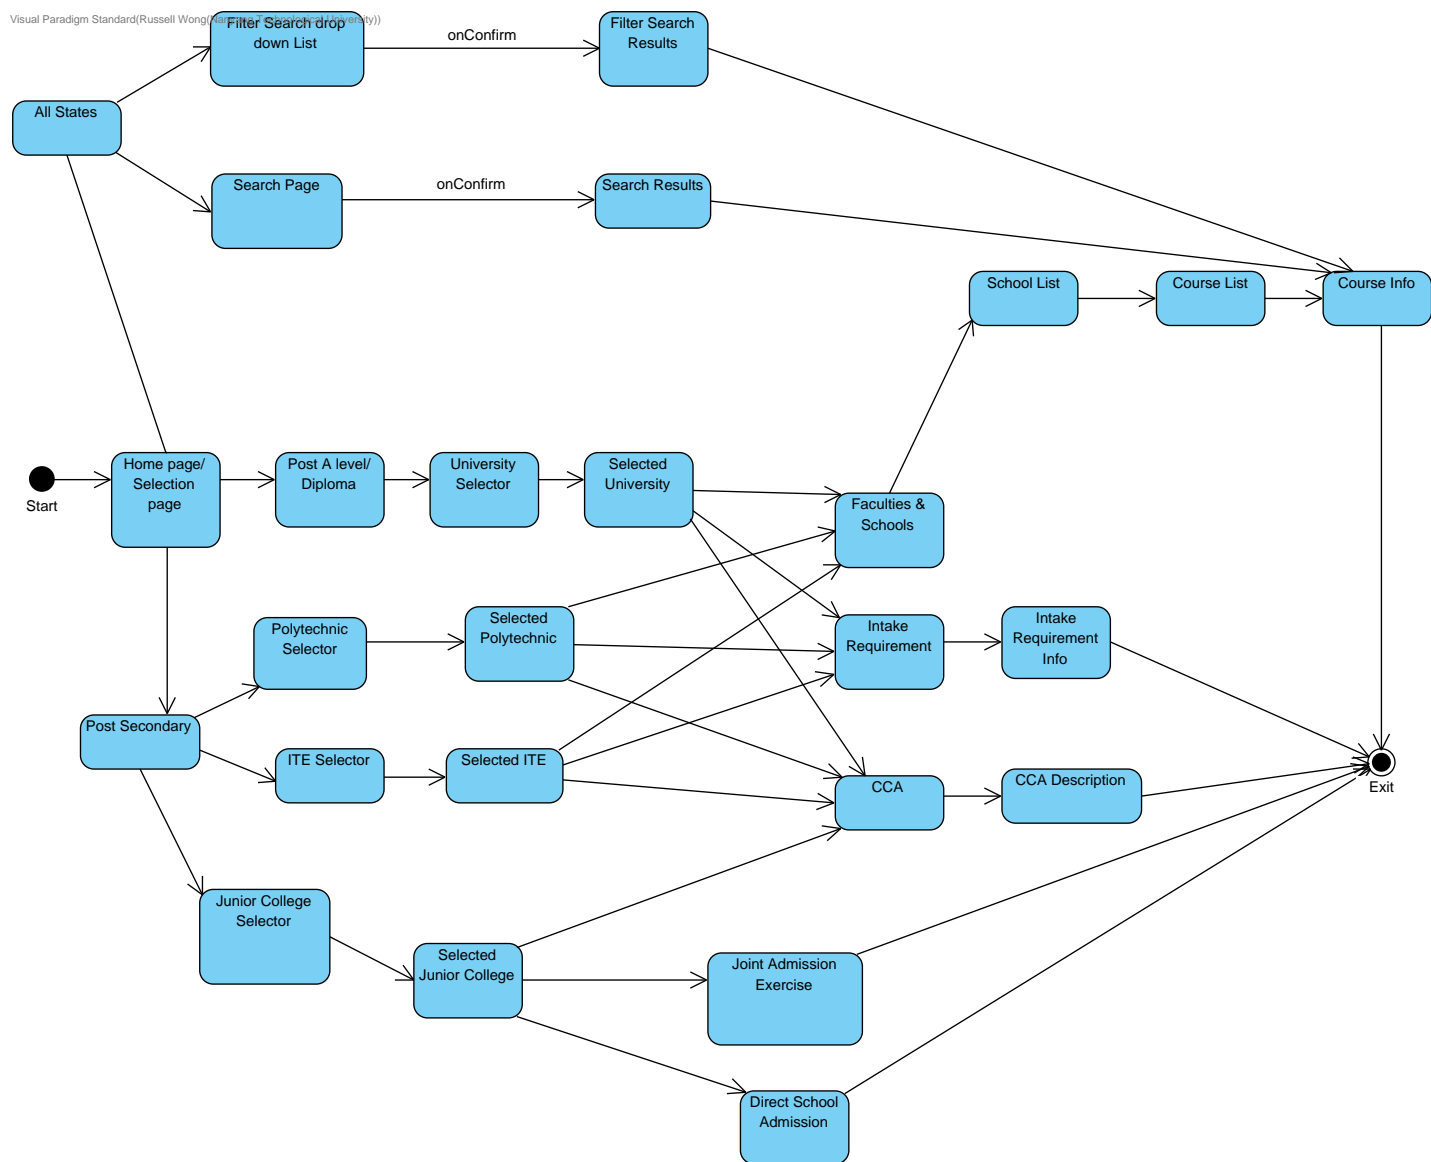 Visual Paradigm Standard(Russell Wong(Nanyang Technological University))
Filter Search drop
down List
onConfirm
Filter Search
Results
All States
Search Page
onConfirm
Search Results
School List
Course List
Course Info
Start
Home page/
Selection
page
Post A level/
Diploma
University
Selector
Selected
University
Faculties &
Schools
Polytechnic
Selector
Selected
Polytechnic
Intake
Requirement
Intake
Requirement
Info
Post Secondary
ITE Selector
Selected ITE
CCA
CCA Description
Exit
Junior College
Selector
Selected
Junior College
Joint Admission
Exercise
Direct School
Admission